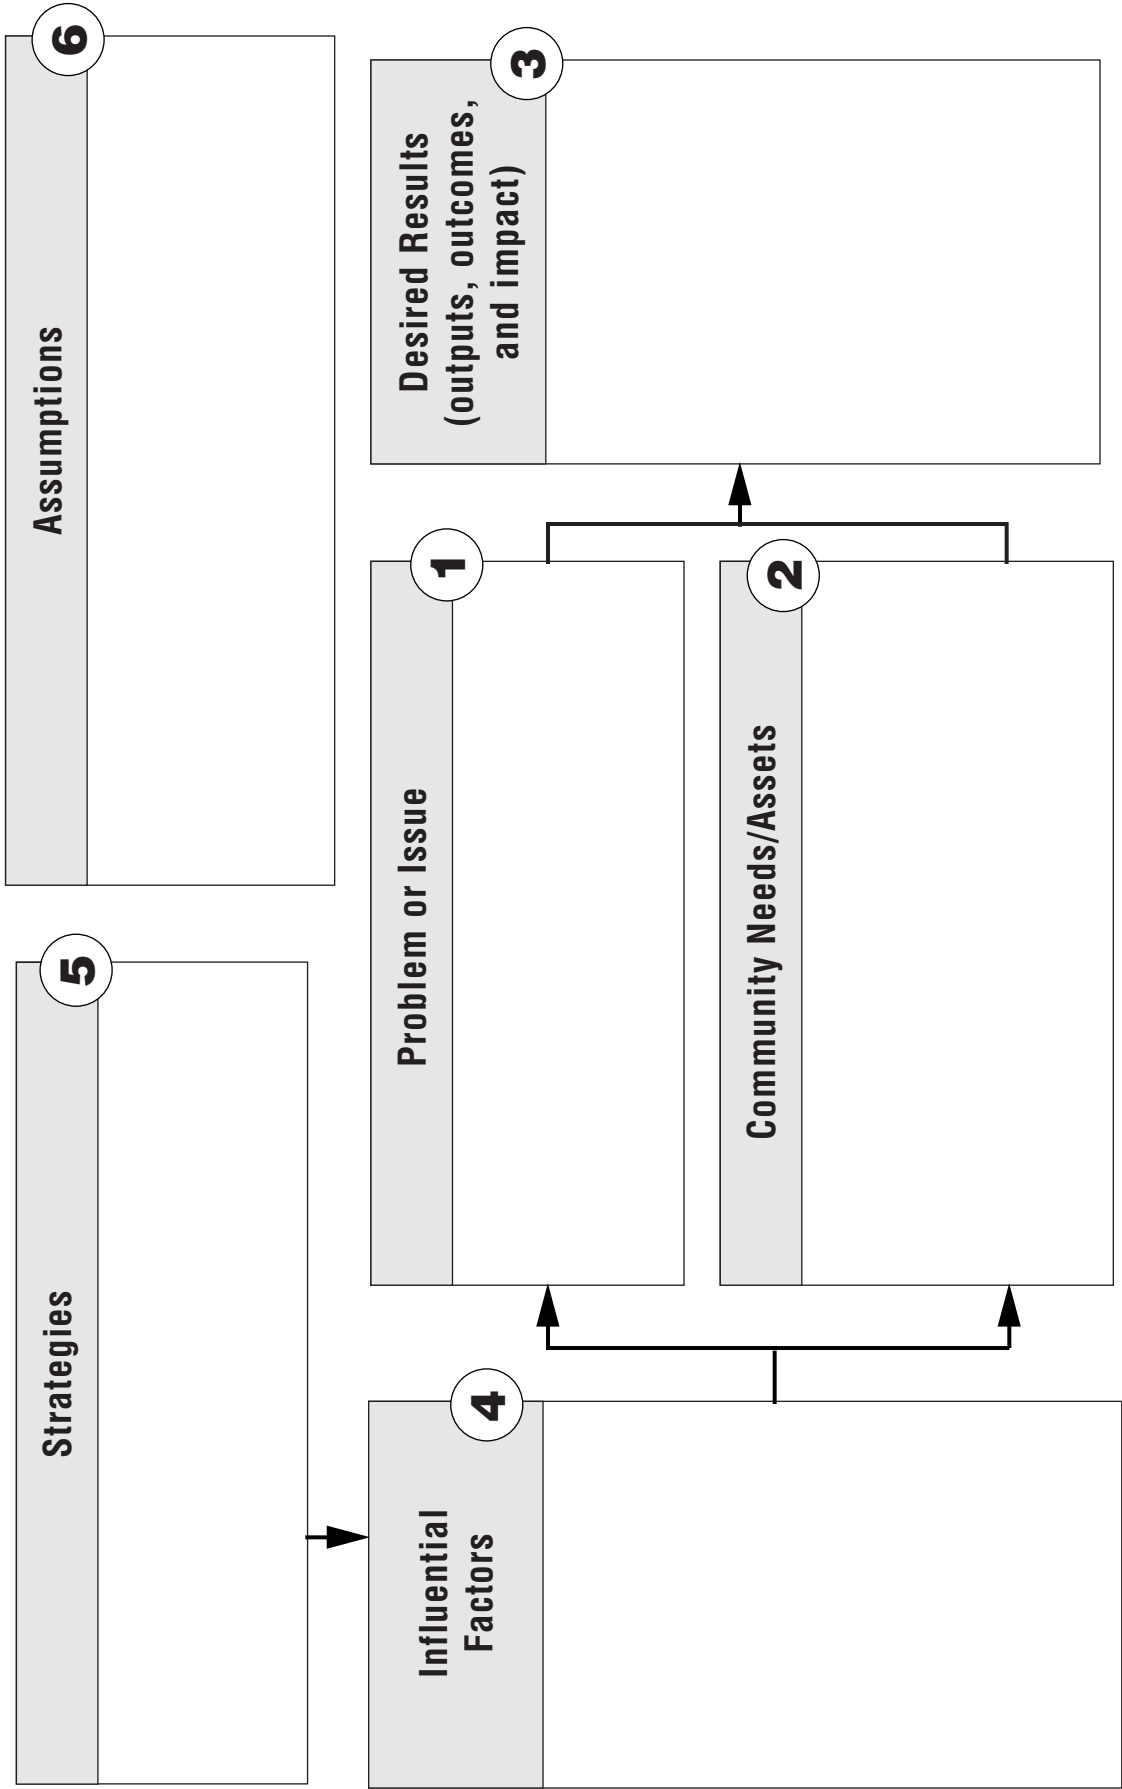 Strategies
5
Assumptions
6
Influential
Factors
4
Problem or Issue
1
Community Needs/Assets
2
Desired Results
(outputs, outcomes,
and impact)
3